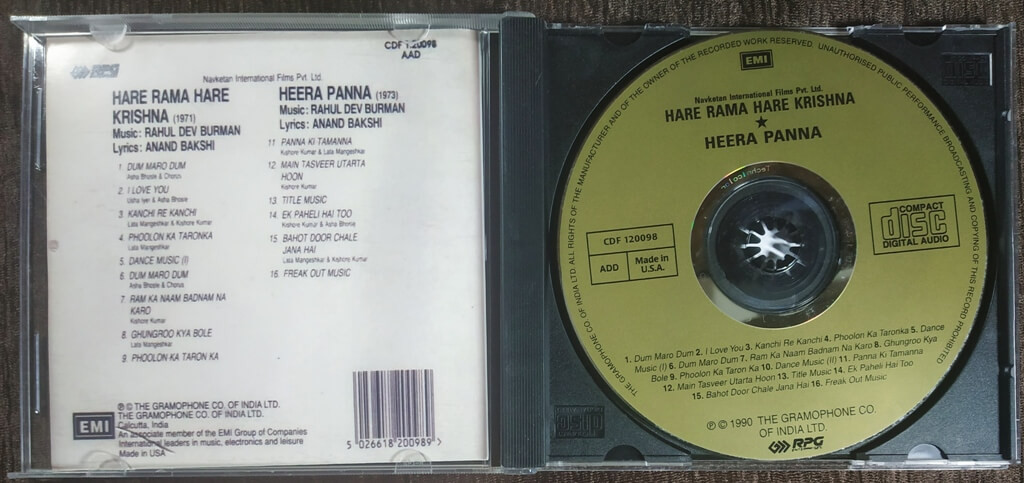 RPG
CDF 120098
AAD
Navketan International Films Pvt. Ltd.
HARE RAMA HARE
KRISHNA (1971)
Music: RAHUL DEV BURMAN
Lyrics: ANAND BAKSHI
1 DUM MARO DUM
Asha Bhosle & Chorus
2 I LOVE YOU
Usha Iyer & Asha Bhosle
3 KANCHI RE KANCHI
Lata Mangeshkar & Kishore Kumar
4 PHOOLON KA TARONKA
Lata Mangeshkar
5 DANCE MUSIC (I)
6 DUM MARO DUM
Asha Bhosle & Chorus
7 RAM KA NAAM BADNAM NA
KARO
Kishore Kumar
8 GHUNGROO KYA BOLE
Lata Mangeshkar
9 PHOOLON KA TARON KA
HEERA PANNA (1973)
Music: RAHUL DEV BURMAN
Lyrics: ANAND BAKSHI
11 PANNA KI TAMANNA
Kishore Kumar & Lata Mangeshkar
12 MAIN TASVEER UTARTA
HOON
Kishore Kumar
13 TITLE MUSIC
14 EK PAHELI HAI TOO
Kishore Kumar & Asha Bhosle
15 BAHOT DOOR CHALE
JANA HAI
Lata Mangeshkar & Kishore Kumar
16 FREAK OUT MUSIC
EMI
℗ © THE GRAMOPHONE CO. OF INDIA LTD.
THE GRAMOPHONE CO. OF INDIA LTD.
Calcutta, India
An associate member of the EMI Group of Companies
International leaders in music, electronics and leisure
Made in USA
5 026618 200989 >
THE GRAMOPHONE CO. OF INDIA LTD. ALL RIGHTS OF THE MANUFACTURER AND OF THE OWNER OF THE RECORDED WORK RESERVED. UNAUTHORISED PUBLIC PERFORMANCE BROADCASTING AND COPYING OF THIS RECORD PROHIBITED
EMI
Navketan International Films Pvt. Ltd.
HARE RAMA HARE KRISHNA
★
HEERA PANNA
CDF 120098
ADD
Made in
U.S.A.
COMPACT
disc
DIGITAL AUDIO
1. Dum Maro Dum 2. I Love You 3. Kanchi Re Kanchi 4. Phoolon Ka Taronka 5. Dance
Music (I) 6. Dum Maro Dum 7. Ram Ka Naam Badnam Na Karo 8. Ghungroo Kya
Bole 9. Phoolon Ka Taron Ka 10. Dance Music (II) 11. Panna Ki Tamanna
12. Main Tasveer Utarta Hoon 13. Title Music 14. Ek Paheli Hai Too
15. Bahot Door Chale Jana Hai 16. Freak Out Music
℗ © 1990 THE GRAMOPHONE CO.
OF INDIA LTD.
RPG